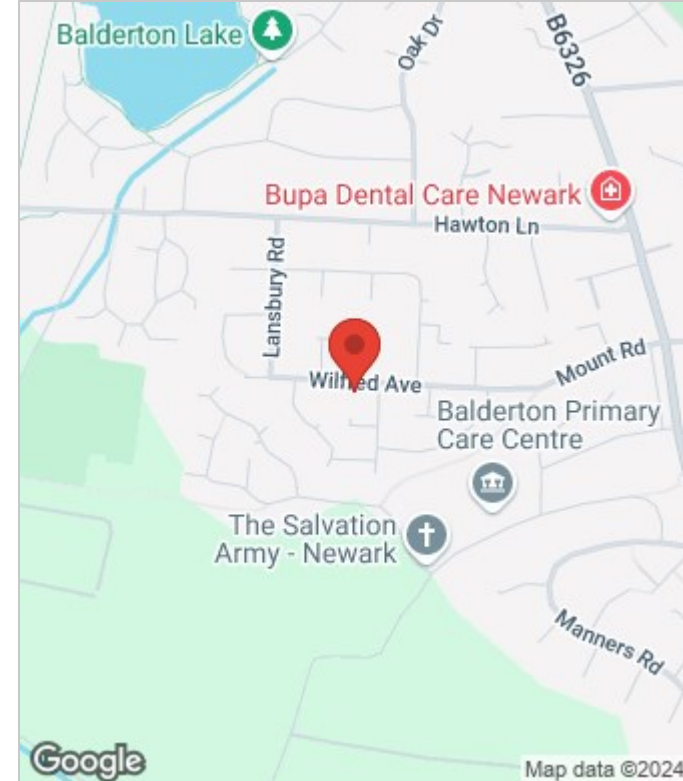 Balderton Lake
Oak Dr
B6326
Bupa Dental Care Newark
Hawton Ln
Lansbury Rd
Wilfred Ave
Mount Rd
Balderton Primary
Care Centre
The Salvation
Army - Newark
Manners Rd
Google
Map data ©2024